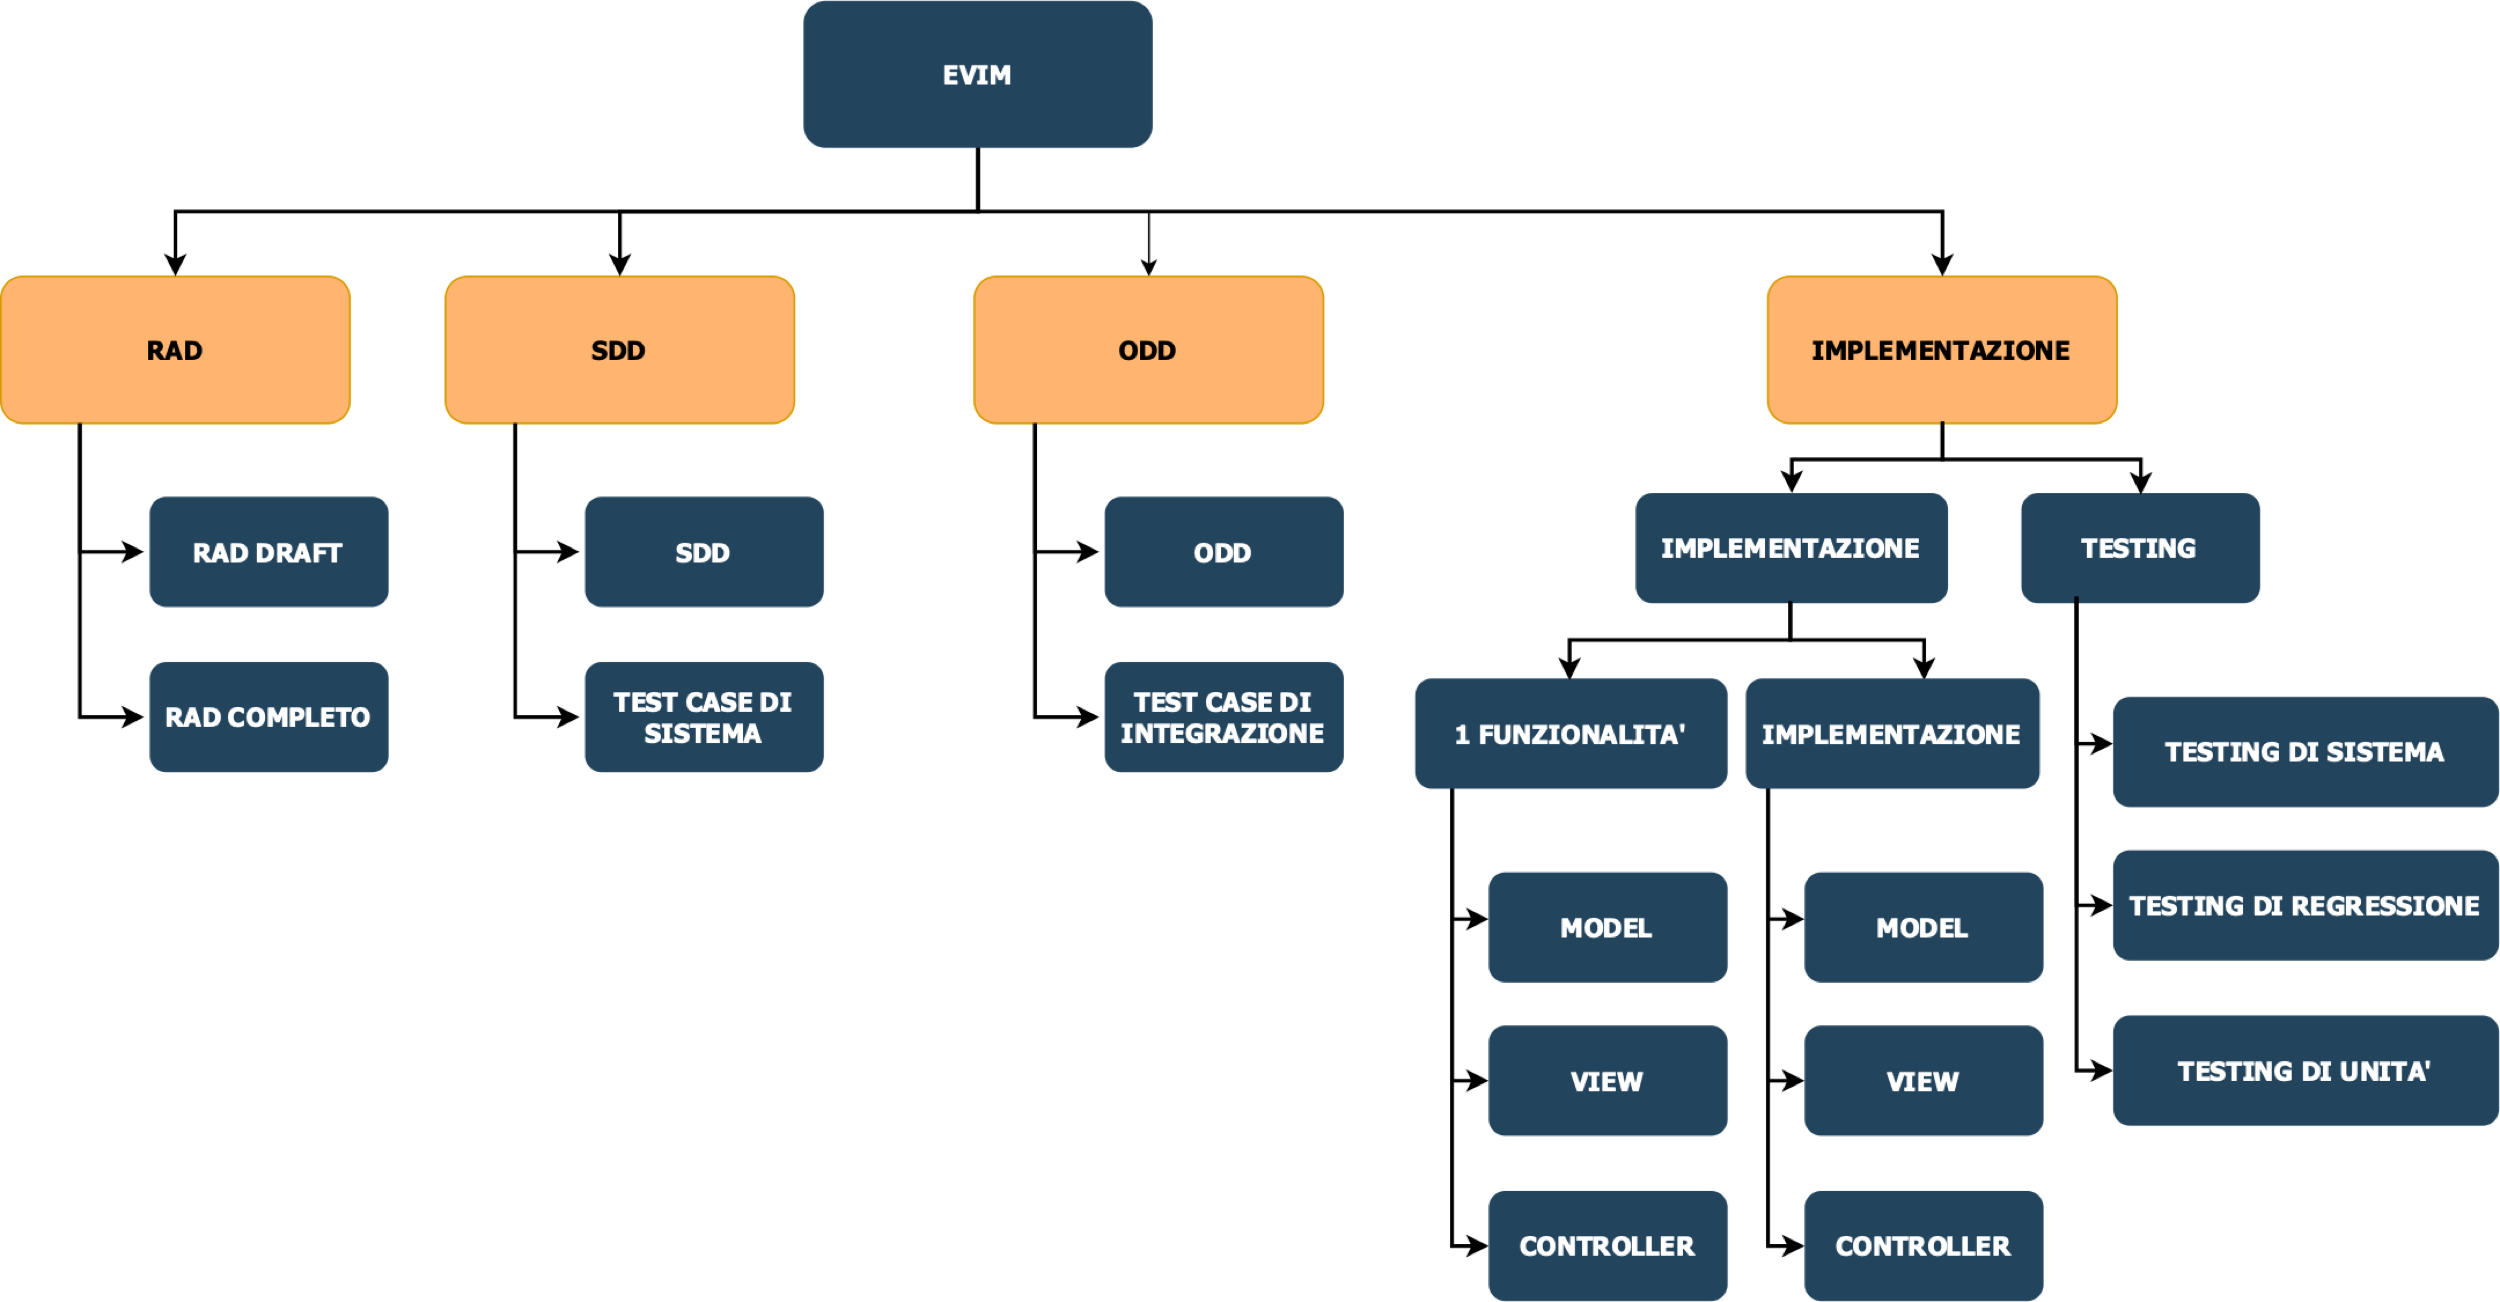 EVIM
RAD
SDD
ODD
IMPLEMENTAZIONE
RAD DRAFT
SDD
ODD
IMPLEMENTAZIONE
TESTING
RAD COMPLETO
TEST CASE DI
SISTEMA
TEST CASE DI
INTEGRAZIONE
1 FUNZIONALITA'
IMPLEMENTAZIONE
TESTING DI SISTEMA
MODEL
MODEL
TESTING DI REGRESSIONE
VIEW
VIEW
TESTING DI UNITA'
CONTROLLER
CONTROLLER